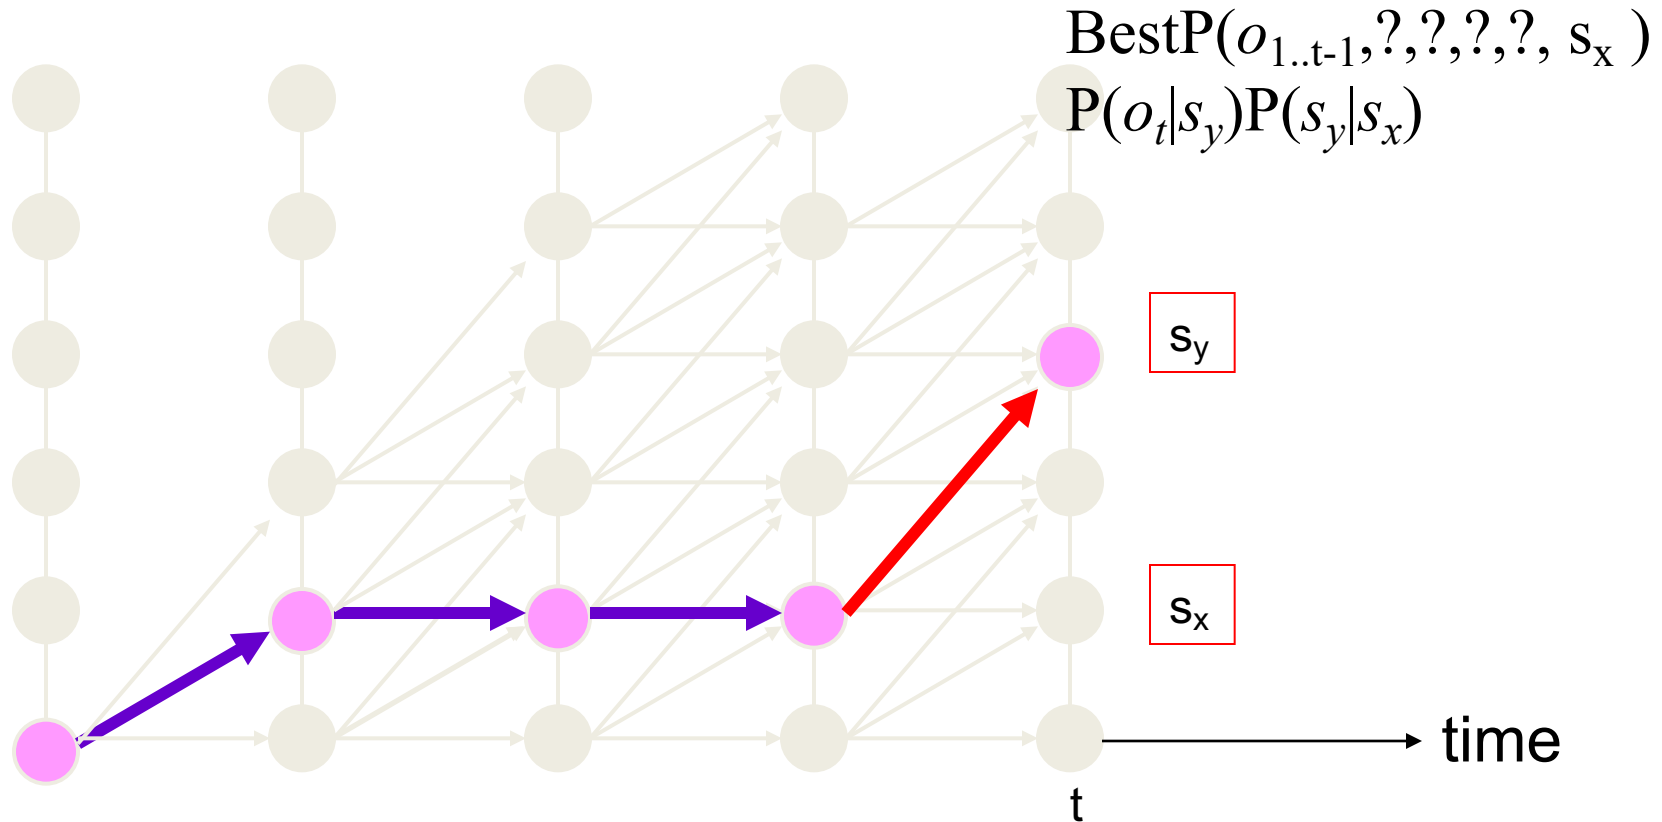 BestP(o1..t-1,?,?,?,?, sx )
P(ot|sy)P(sy|sx)
sy
sx
time
t